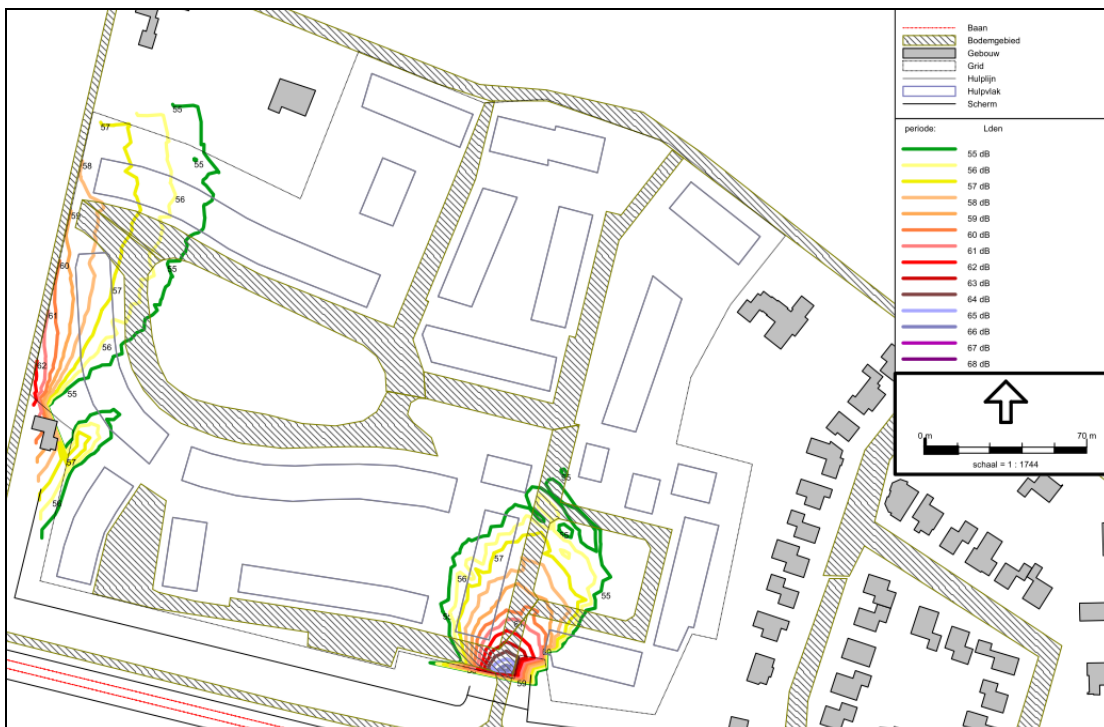 Baan
Bodemgebied
Gebouw
Grid
Hulplijn
Hulpvlak
Scherm
periode: Lden
55 dB
56 dB
57 dB
58 dB
59 dB
60 dB
61 dB
62 dB
63 dB
64 dB
65 dB
66 dB
67 dB
68 dB
0 m 70 m
schaal = 1 : 1744
55
57
55
58
56
59
60
55
57
61
56
62
55
57
56
55
57
56
55
59